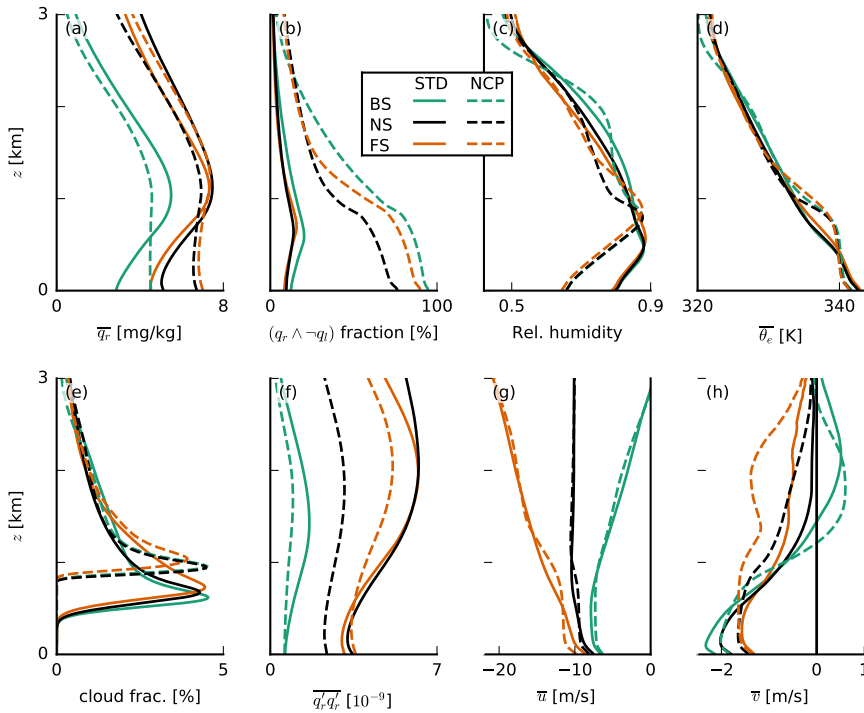 3
z [km]
0
(a)
(b)
(c)
(d)
STD NCP
BS
NS
FS
0 8
0 100
0.5 0.9
320 340
q̅r̅ [mg/kg]
(qr ∧ ¬ql) fraction [%]
Rel. humidity
θ̅e̅ [K]
3
z [km]
0
(e)
(f)
(g)
(h)
0 5
0 7
−20 −10 0
−2 0 1
cloud frac. [%]
q′rq′r [10⁻⁹]
u̅ [m/s]
v̅ [m/s]